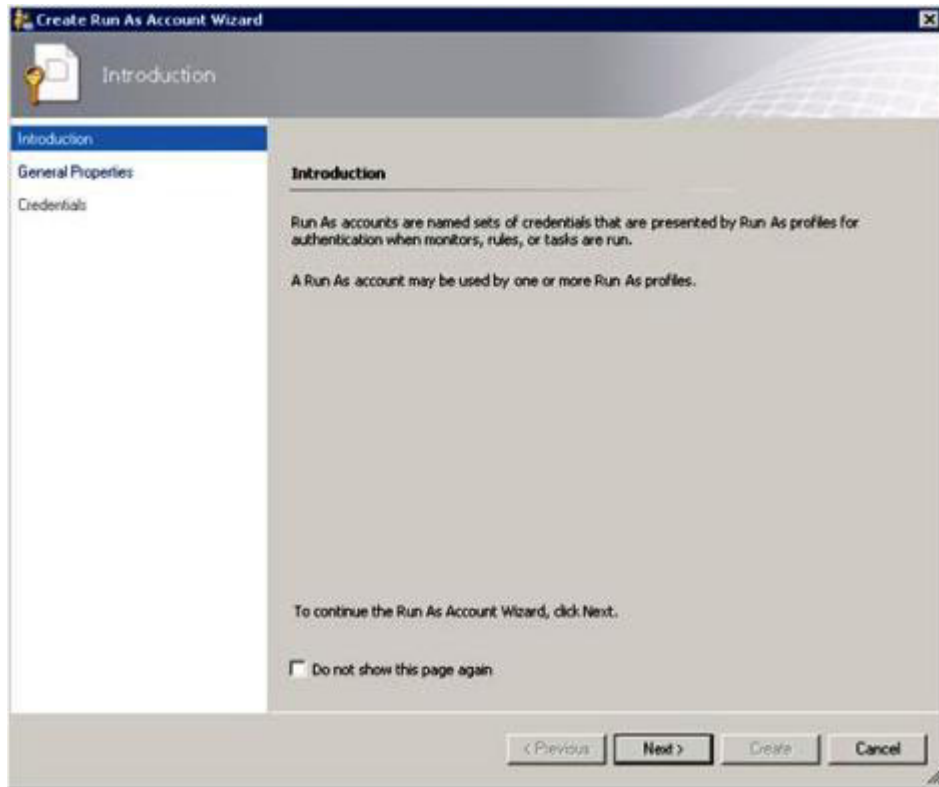 Create Run As Account Wizard
Introduction
Introduction
General Properties
Credentials
Introduction
Run As accounts are named sets of credentials that are presented by Run As profiles for
authentication when monitors, rules, or tasks are run.
A Run As account may be used by one or more Run As profiles.
To continue the Run As Account Wizard, click Next.
Do not show this page again
< Previous
Next >
Create
Cancel